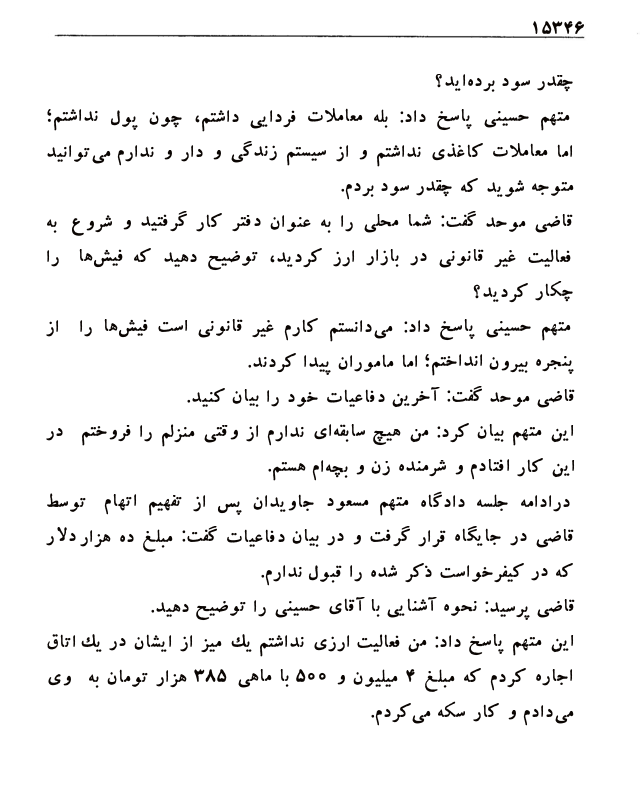 ۱۵۳۴۶
چقدر سود برده‌اید؟
متهم حسینی پاسخ داد: بله معاملات فردایی داشتم، چون پول نداشتم؛
اما معاملات کاغذی نداشتم و از سیستم زندگی و دار و ندارم می‌توانید
متوجه شوید که چقدر سود بردم.
قاضی موحد گفت: شما محلی را به عنوان دفتر کار گرفتید و شروع به
فعالیت غیر قانونی در بازار ارز کردید، توضیح دهید که فیش‌ها را
چکار کردید؟
متهم حسینی پاسخ داد: می‌دانستم کارم غیر قانونی است فیش‌ها را از
پنجره بیرون انداختم؛ اما ماموران پیدا کردند.
قاضی موحد گفت: آخرین دفاعیات خود را بیان کنید.
این متهم بیان کرد: من هیچ سابقه‌ای ندارم از وقتی منزلم را فروختم در
این کار افتادم و شرمنده زن و بچه‌ام هستم.
درادامه جلسه دادگاه متهم مسعود جاویدان پس از تفهیم اتهام توسط
قاضی در جایگاه قرار گرفت و در بیان دفاعیات گفت: مبلغ ده هزار دلار
که در کیفرخواست ذکر شده را قبول ندارم.
قاضی پرسید: نحوه آشنایی با آقای حسینی را توضیح دهید.
این متهم پاسخ داد: من فعالیت ارزی نداشتم یك میز از ایشان در یك اتاق
اجاره کردم که مبلغ ۴ میلیون و ۵۰۰ با ماهی ۳۸۵ هزار تومان به وی
می‌دادم و کار سکه می‌کردم.